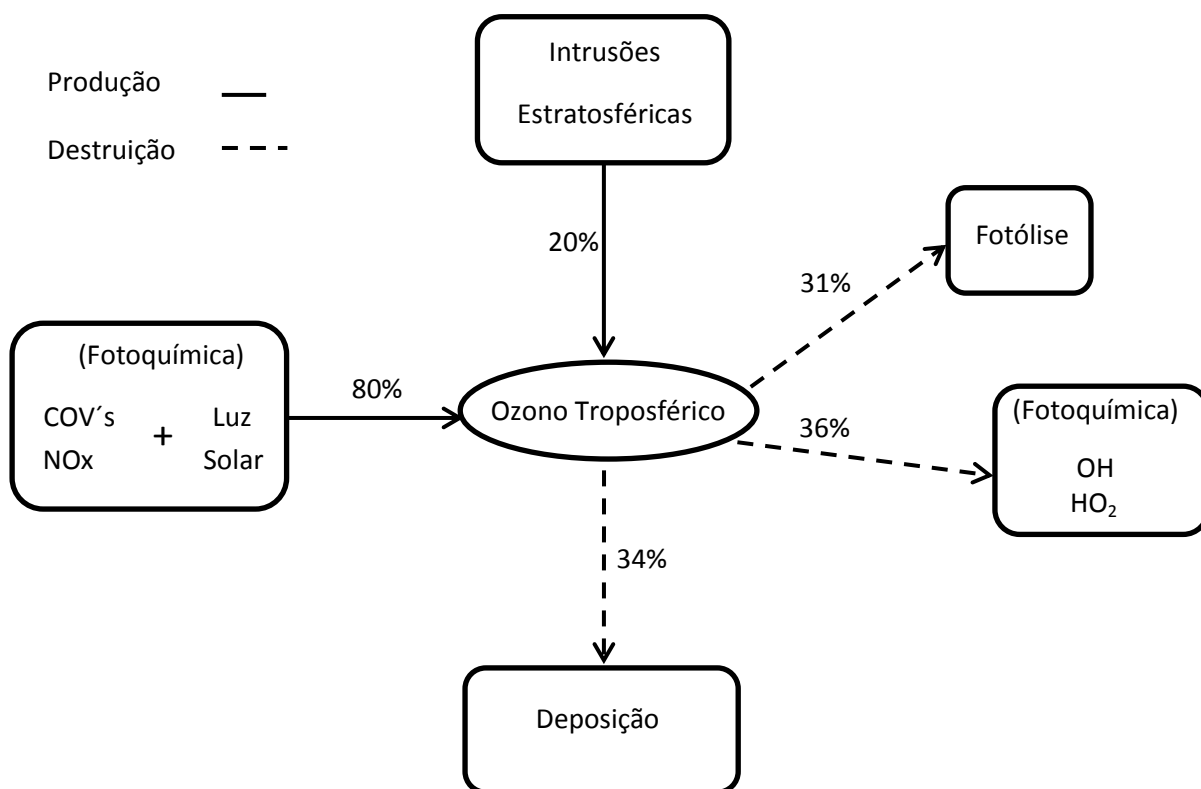 Intrusões
Estratosféricas
Produção
Destruição
20%
Fotólise
31%
(Fotoquímica)
COV´s
NOx
+
Luz
Solar
80%
Ozono Troposférico
36%
(Fotoquímica)
OH
HO₂
34%
Deposição